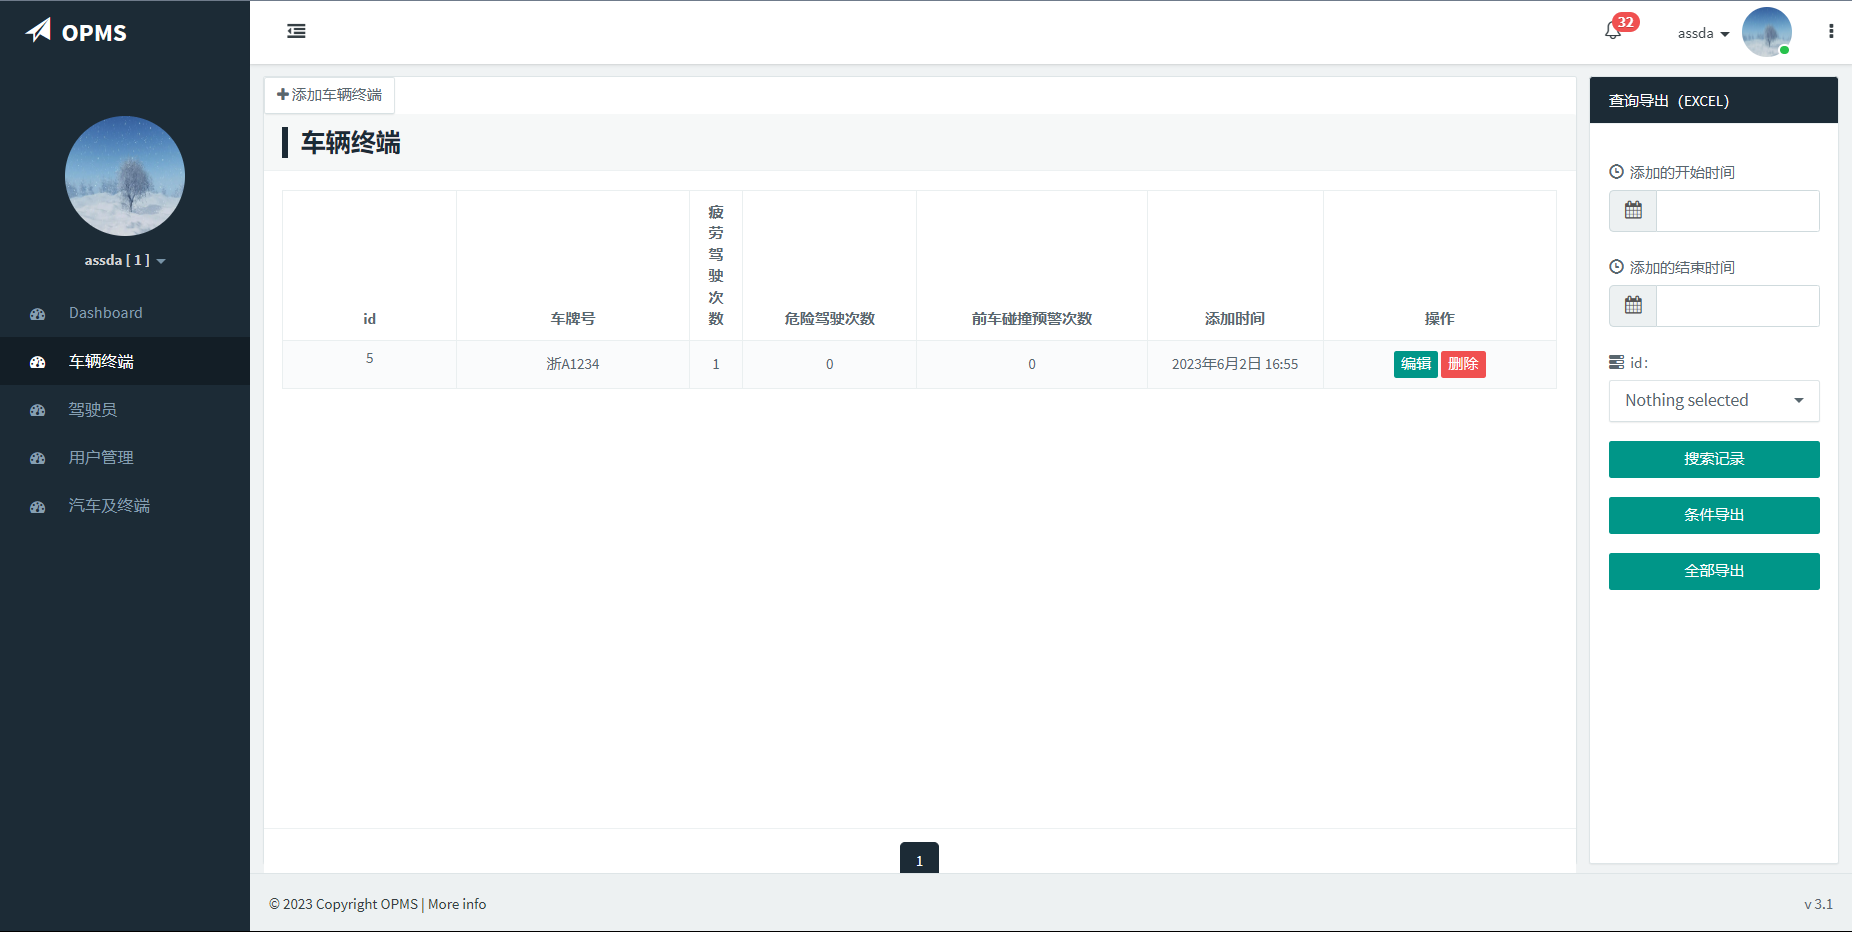 OPMS
32
assda
assda [ 1 ]
Dashboard
车辆终端
驾驶员
用户管理
汽车及终端
添加车辆终端
车辆终端
id 车牌号 疲劳驾驶次数 危险驾驶次数 前车碰撞预警次数 添加时间 操作
5 浙A1234 1 0 0 2023年6月2日 16:55 编辑 删除
1
查询导出（EXCEL）
添加的开始时间
添加的结束时间
id：
Nothing selected
搜索记录
条件导出
全部导出
© 2023 Copyright OPMS | More info
v 3.1